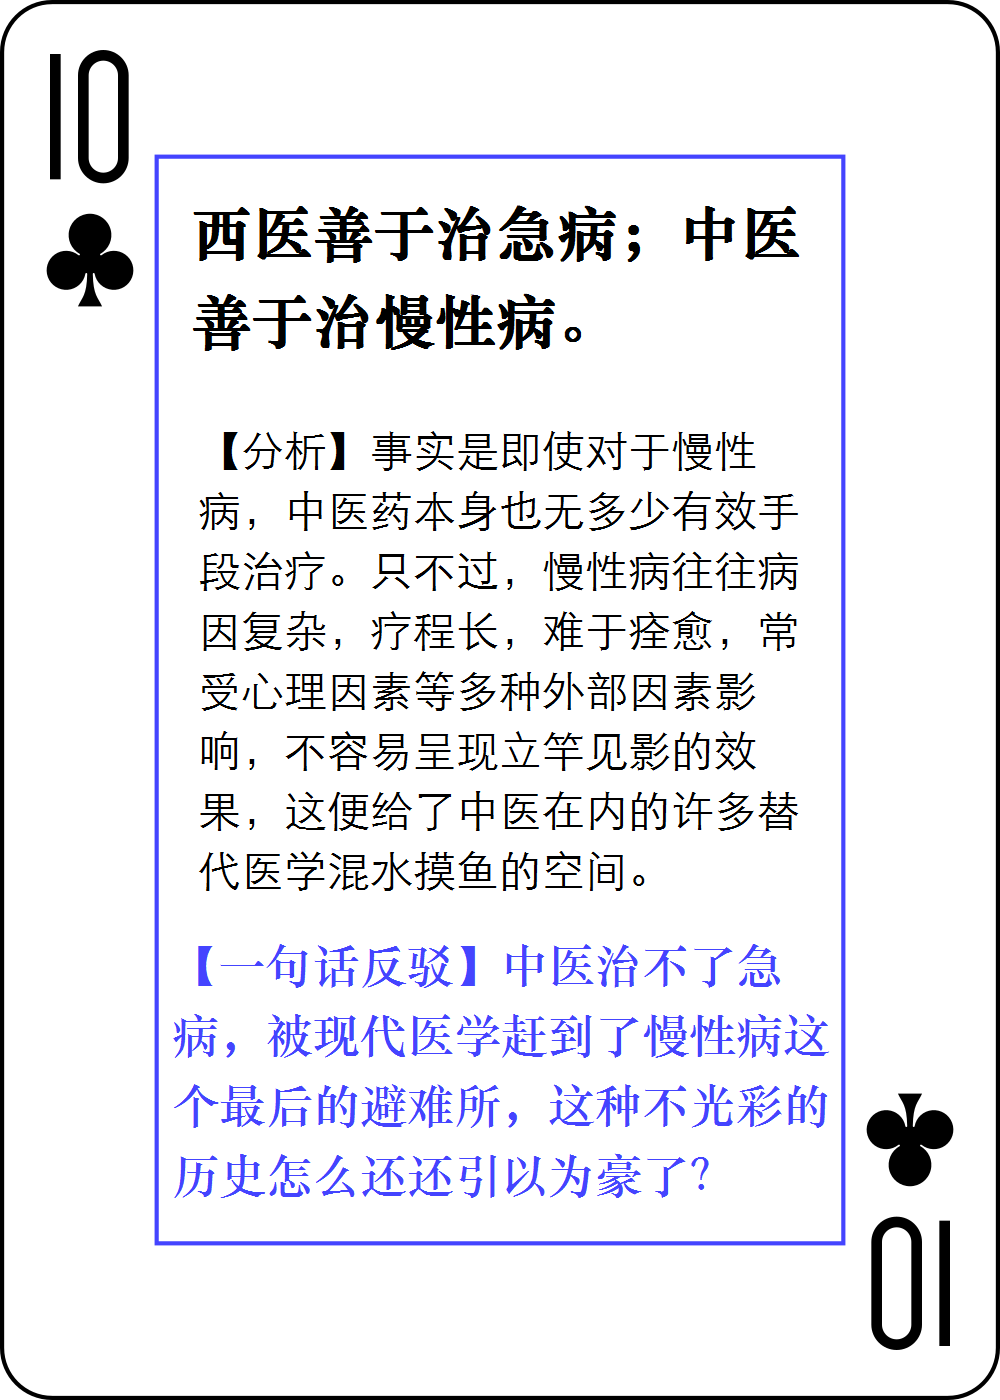 10
西医善于治急病；中医
善于治慢性病。
【分析】事实是即使对于慢性
病，中医药本身也无多少有效手
段治疗。只不过，慢性病往往病
因复杂，疗程长，难于痊愈，常
受心理因素等多种外部因素影
响，不容易呈现立竿见影的效
果，这便给了中医在内的许多替
代医学混水摸鱼的空间。
【一句话反驳】中医治不了急
病，被现代医学赶到了慢性病这
个最后的避难所，这种不光彩的
历史怎么还还引以为豪了？
10